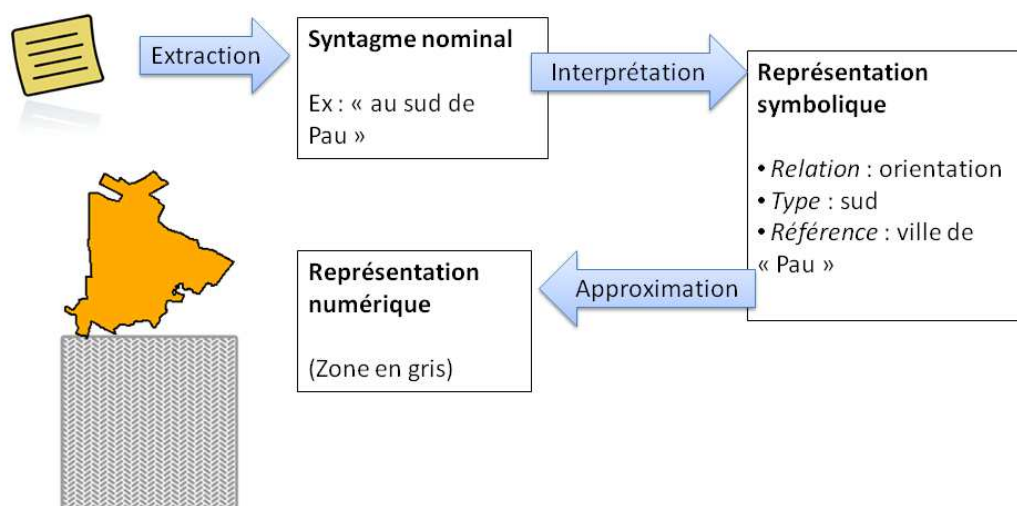 Extraction
Syntagme nominal
Ex : « au sud de
Pau »
Interprétation
Représentation
symbolique
• Relation : orientation
• Type : sud
• Référence : ville de
« Pau »
Approximation
Représentation
numérique
(Zone en gris)